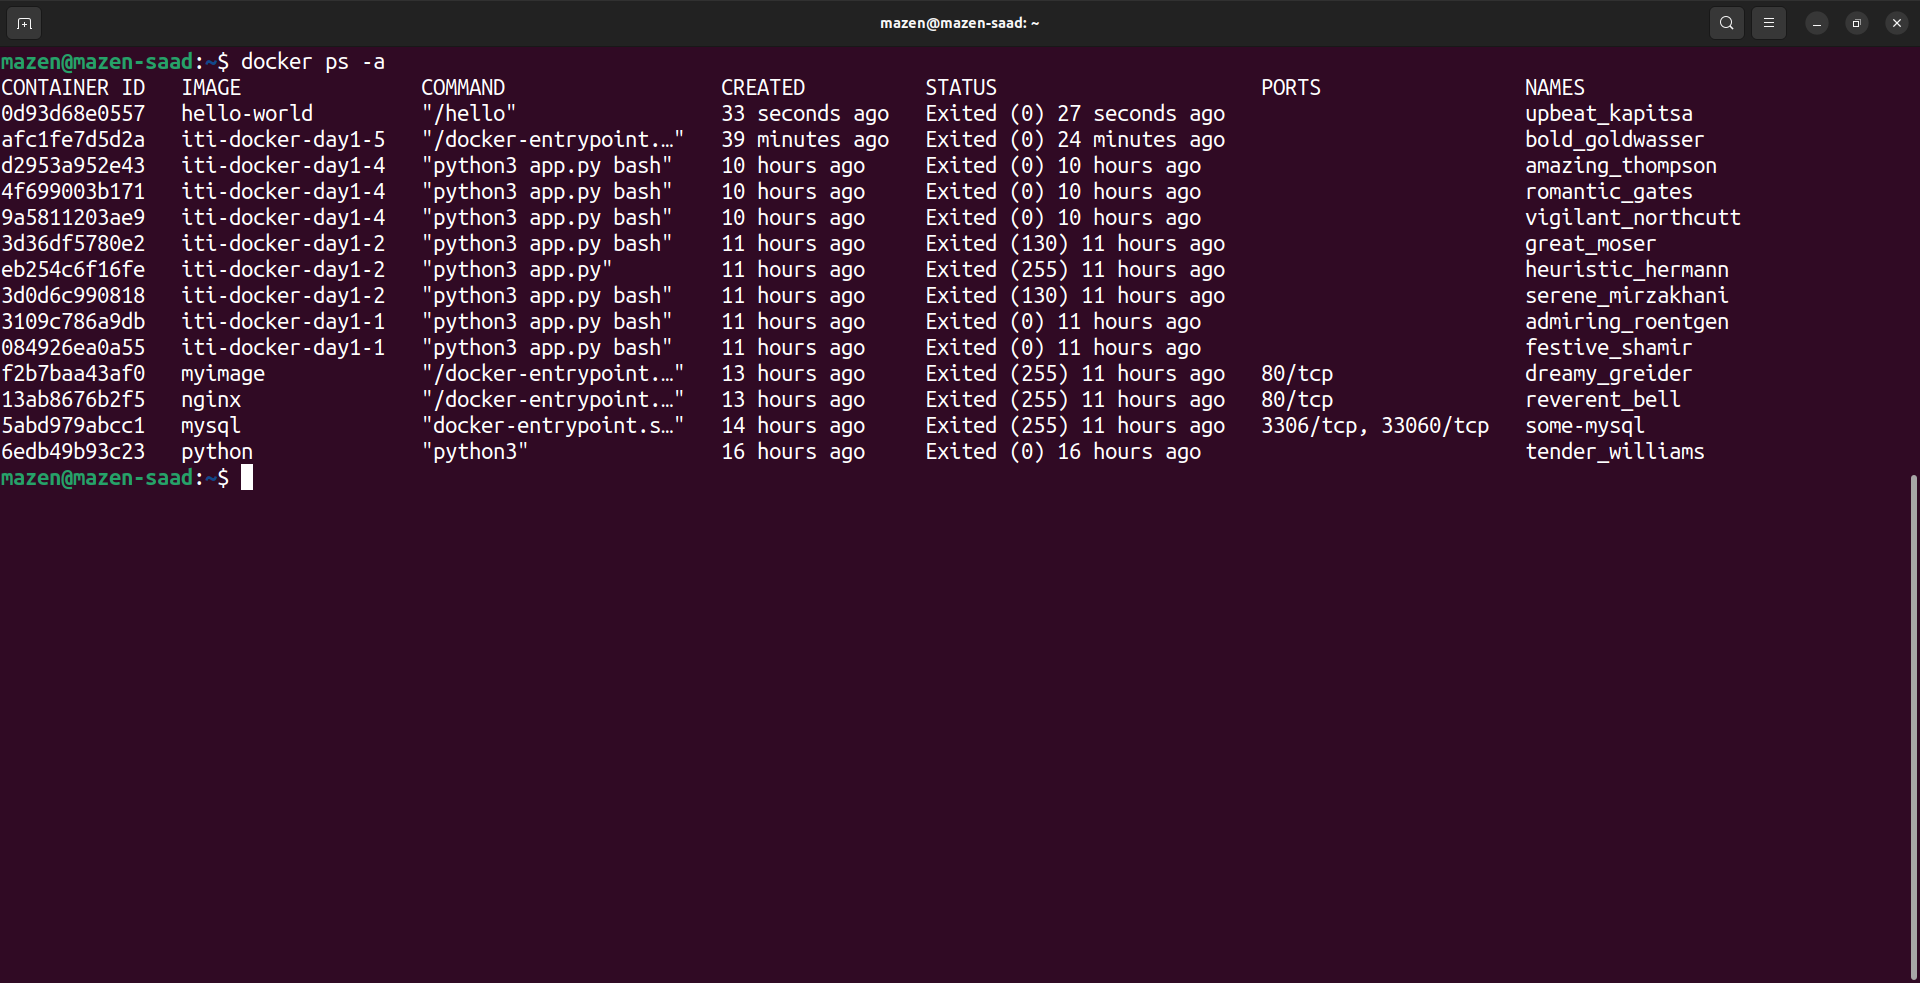 mazen@mazen-saad: ~
mazen@mazen-saad:~$ docker ps -a
CONTAINER ID   IMAGE               COMMAND                  CREATED          STATUS                      PORTS                 NAMES
0d93d68e0557   hello-world         "/hello"                 33 seconds ago   Exited (0) 27 seconds ago                         upbeat_kapitsa
afc1fe7d5d2a   iti-docker-day1-5   "/docker-entrypoint.…"   39 minutes ago   Exited (0) 24 minutes ago                         bold_goldwasser
d2953a952e43   iti-docker-day1-4   "python3 app.py bash"    10 hours ago     Exited (0) 10 hours ago                           amazing_thompson
4f699003b171   iti-docker-day1-4   "python3 app.py bash"    10 hours ago     Exited (0) 10 hours ago                           romantic_gates
9a5811203ae9   iti-docker-day1-4   "python3 app.py bash"    10 hours ago     Exited (0) 10 hours ago                           vigilant_northcutt
3d36df5780e2   iti-docker-day1-2   "python3 app.py bash"    11 hours ago     Exited (130) 11 hours ago                         great_moser
eb254c6f16fe   iti-docker-day1-2   "python3 app.py"         11 hours ago     Exited (255) 11 hours ago                         heuristic_hermann
3d0d6c990818   iti-docker-day1-2   "python3 app.py bash"    11 hours ago     Exited (130) 11 hours ago                         serene_mirzakhani
3109c786a9db   iti-docker-day1-1   "python3 app.py bash"    11 hours ago     Exited (0) 11 hours ago                           admiring_roentgen
084926ea0a55   iti-docker-day1-1   "python3 app.py bash"    11 hours ago     Exited (0) 11 hours ago                           festive_shamir
f2b7baa43af0   myimage             "/docker-entrypoint.…"   13 hours ago     Exited (255) 11 hours ago   80/tcp                dreamy_greider
13ab8676b2f5   nginx               "/docker-entrypoint.…"   13 hours ago     Exited (255) 11 hours ago   80/tcp                reverent_bell
5abd979abcc1   mysql               "docker-entrypoint.s…"   14 hours ago     Exited (255) 11 hours ago   3306/tcp, 33060/tcp   some-mysql
6edb49b93c23   python              "python3"                16 hours ago     Exited (0) 16 hours ago                           tender_williams
mazen@mazen-saad:~$